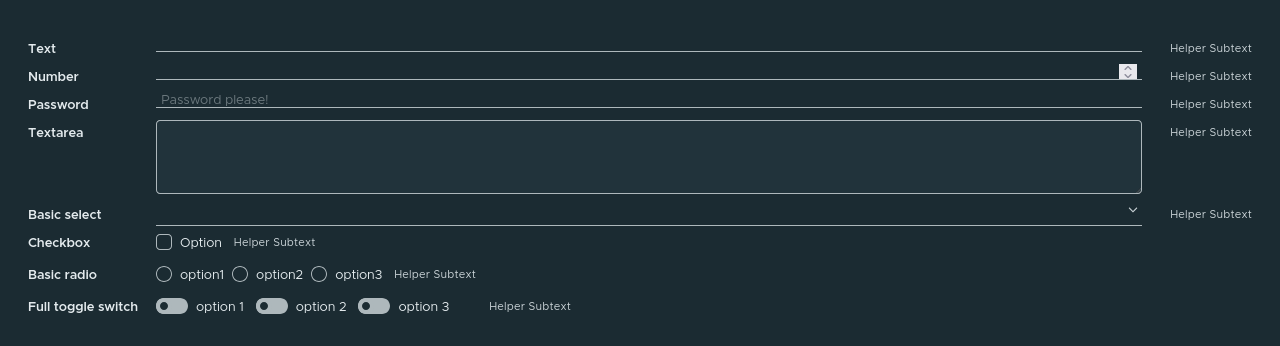 Text Helper Subtext
Number Helper Subtext
Password Password please! Helper Subtext
Textarea Helper Subtext
Basic select Helper Subtext
Checkbox Option Helper Subtext
Basic radio option1 option2 option3 Helper Subtext
Full toggle switch option 1 option 2 option 3 Helper Subtext